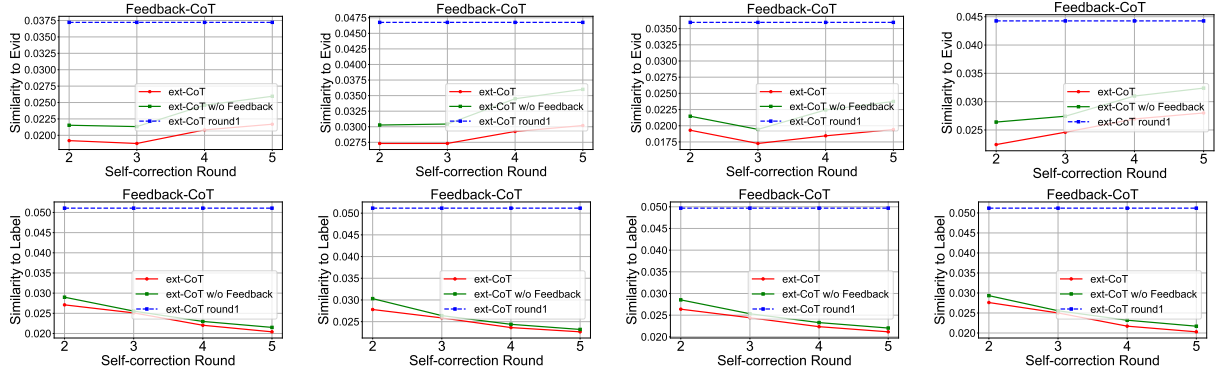 Feedback-CoT
Similarity to Evid
0.0375
0.0350
0.0325
0.0300
0.0275
0.0250
0.0225
0.0200
ext-CoT
ext-CoT w/o Feedback
ext-CoT round1
2 3 4 5
Self-correction Round
Feedback-CoT
Similarity to Evid
0.0475
0.0450
0.0425
0.0400
0.0375
0.0350
0.0325
0.0300
0.0275
ext-CoT
ext-CoT w/o Feedback
ext-CoT round1
2 3 4 5
Self-correction Round
Feedback-CoT
Similarity to Evid
0.0350
0.0325
0.0300
0.0275
0.0250
0.0225
0.0200
0.0175
ext-CoT
ext-CoT w/o Feedback
ext-CoT round1
2 3 4 5
Self-correction Round
Feedback-CoT
Similarity to Evid
0.045
0.040
0.035
0.030
0.025
ext-CoT
ext-CoT w/o Feedback
ext-CoT round1
2 3 4 5
Self-correction Round
Feedback-CoT
Similarity to Label
0.050
0.045
0.040
0.035
0.030
0.025
0.020
ext-CoT
ext-CoT w/o Feedback
ext-CoT round1
2 3 4 5
Self-correction Round
Feedback-CoT
Similarity to Label
0.050
0.045
0.040
0.035
0.030
0.025
ext-CoT
ext-CoT w/o Feedback
ext-CoT round1
2 3 4 5
Self-correction Round
Feedback-CoT
Similarity to Label
0.050
0.045
0.040
0.035
0.030
0.025
0.020
ext-CoT
ext-CoT w/o Feedback
ext-CoT round1
2 3 4 5
Self-correction Round
Feedback-CoT
Similarity to Label
0.050
0.045
0.040
0.035
0.030
0.025
0.020
ext-CoT
ext-CoT w/o Feedback
ext-CoT round1
2 3 4 5
Self-correction Round